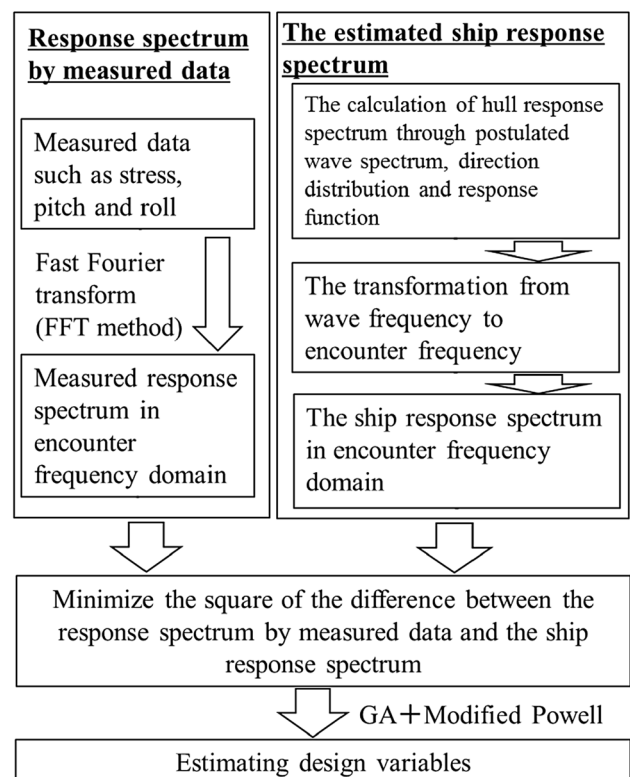 Response spectrum
by measured data
Measured data
such as stress,
pitch and roll
Fast Fourier
transform
(FFT method)
Measured response
spectrum in
encounter
frequency domain
The estimated ship response
spectrum
The calculation of hull response
spectrum through postulated
wave spectrum, direction
distribution and response
function
The transformation from
wave frequency to
encounter frequency
The ship response spectrum
in encounter frequency
domain
Minimize the square of the difference between the
response spectrum by measured data and the ship
response spectrum
GA＋Modified Powell
Estimating design variables